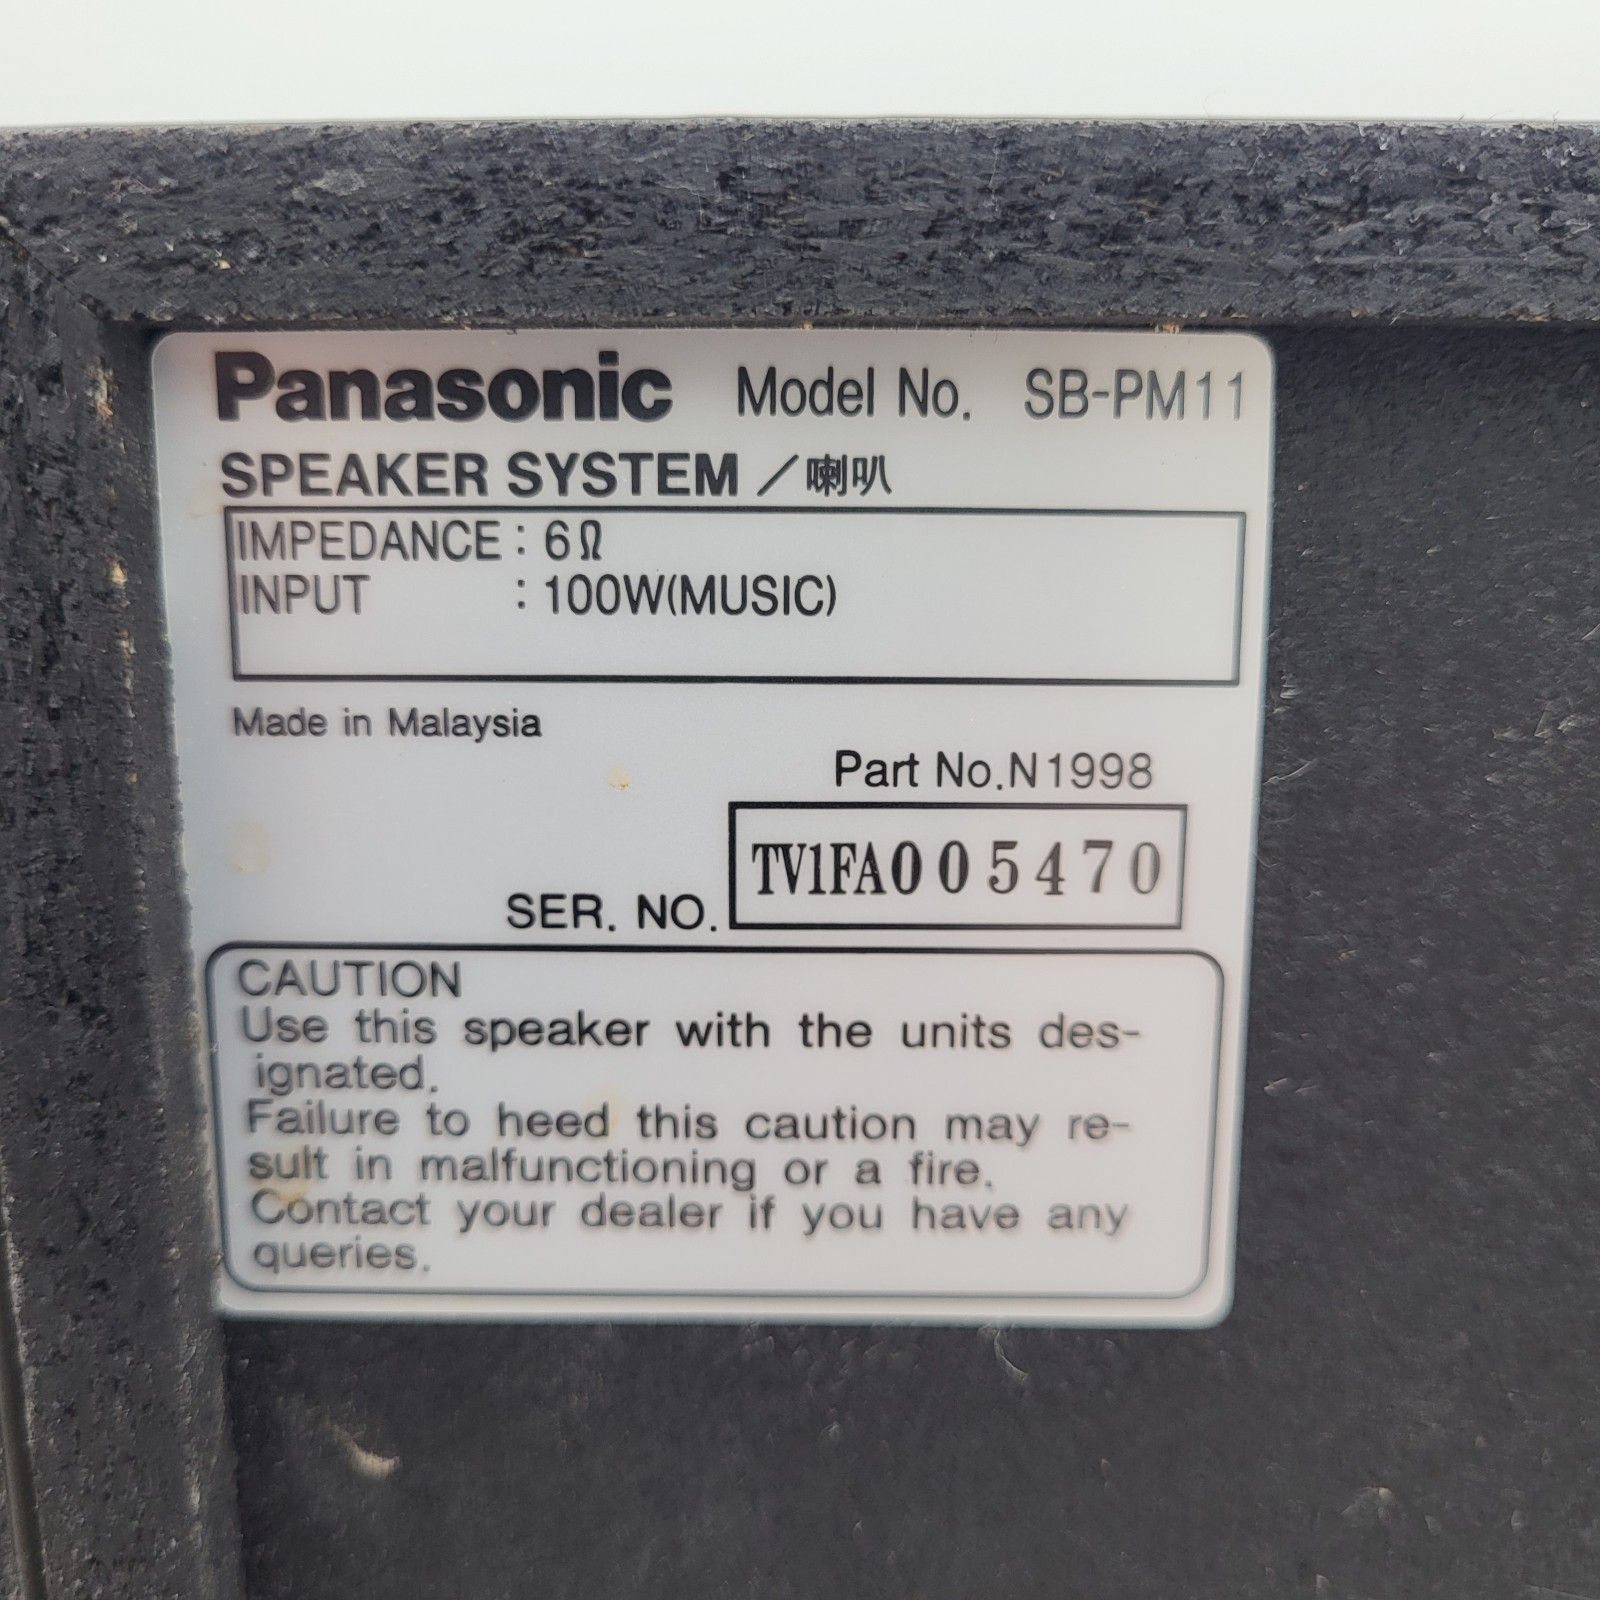 Panasonic Model No. SB-PM11
SPEAKER SYSTEM ／喇叭
IMPEDANCE : 6Ω
INPUT : 100W(MUSIC)
Made in Malaysia
Part No.N1998
SER. NO. TV1FA005470
CAUTION
Use this speaker with the units des-
ignated.
Failure to heed this caution may re-
sult in malfunctioning or a fire.
Contact your dealer if you have any
queries.